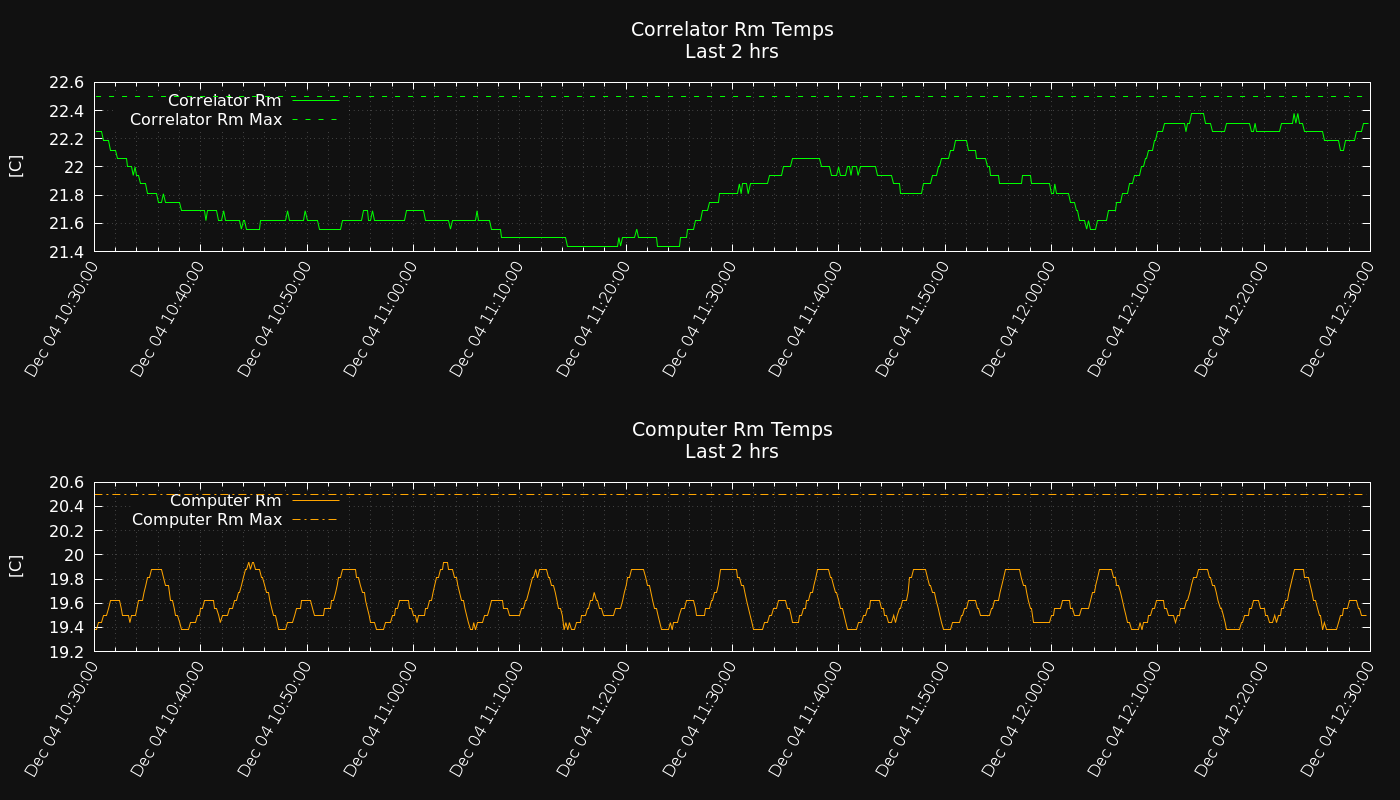 Correlator Rm Temps
Last 2 hrs
[C]
22.6
22.4
22.2
22
21.8
21.6
21.4
Correlator Rm
Correlator Rm Max
Dec 04 10:30:00
Dec 04 10:40:00
Dec 04 10:50:00
Dec 04 11:00:00
Dec 04 11:10:00
Dec 04 11:20:00
Dec 04 11:30:00
Dec 04 11:40:00
Dec 04 11:50:00
Dec 04 12:00:00
Dec 04 12:10:00
Dec 04 12:20:00
Dec 04 12:30:00
Computer Rm Temps
Last 2 hrs
[C]
20.6
20.4
20.2
20
19.8
19.6
19.4
19.2
Computer Rm
Computer Rm Max
Dec 04 10:30:00
Dec 04 10:40:00
Dec 04 10:50:00
Dec 04 11:00:00
Dec 04 11:10:00
Dec 04 11:20:00
Dec 04 11:30:00
Dec 04 11:40:00
Dec 04 11:50:00
Dec 04 12:00:00
Dec 04 12:10:00
Dec 04 12:20:00
Dec 04 12:30:00